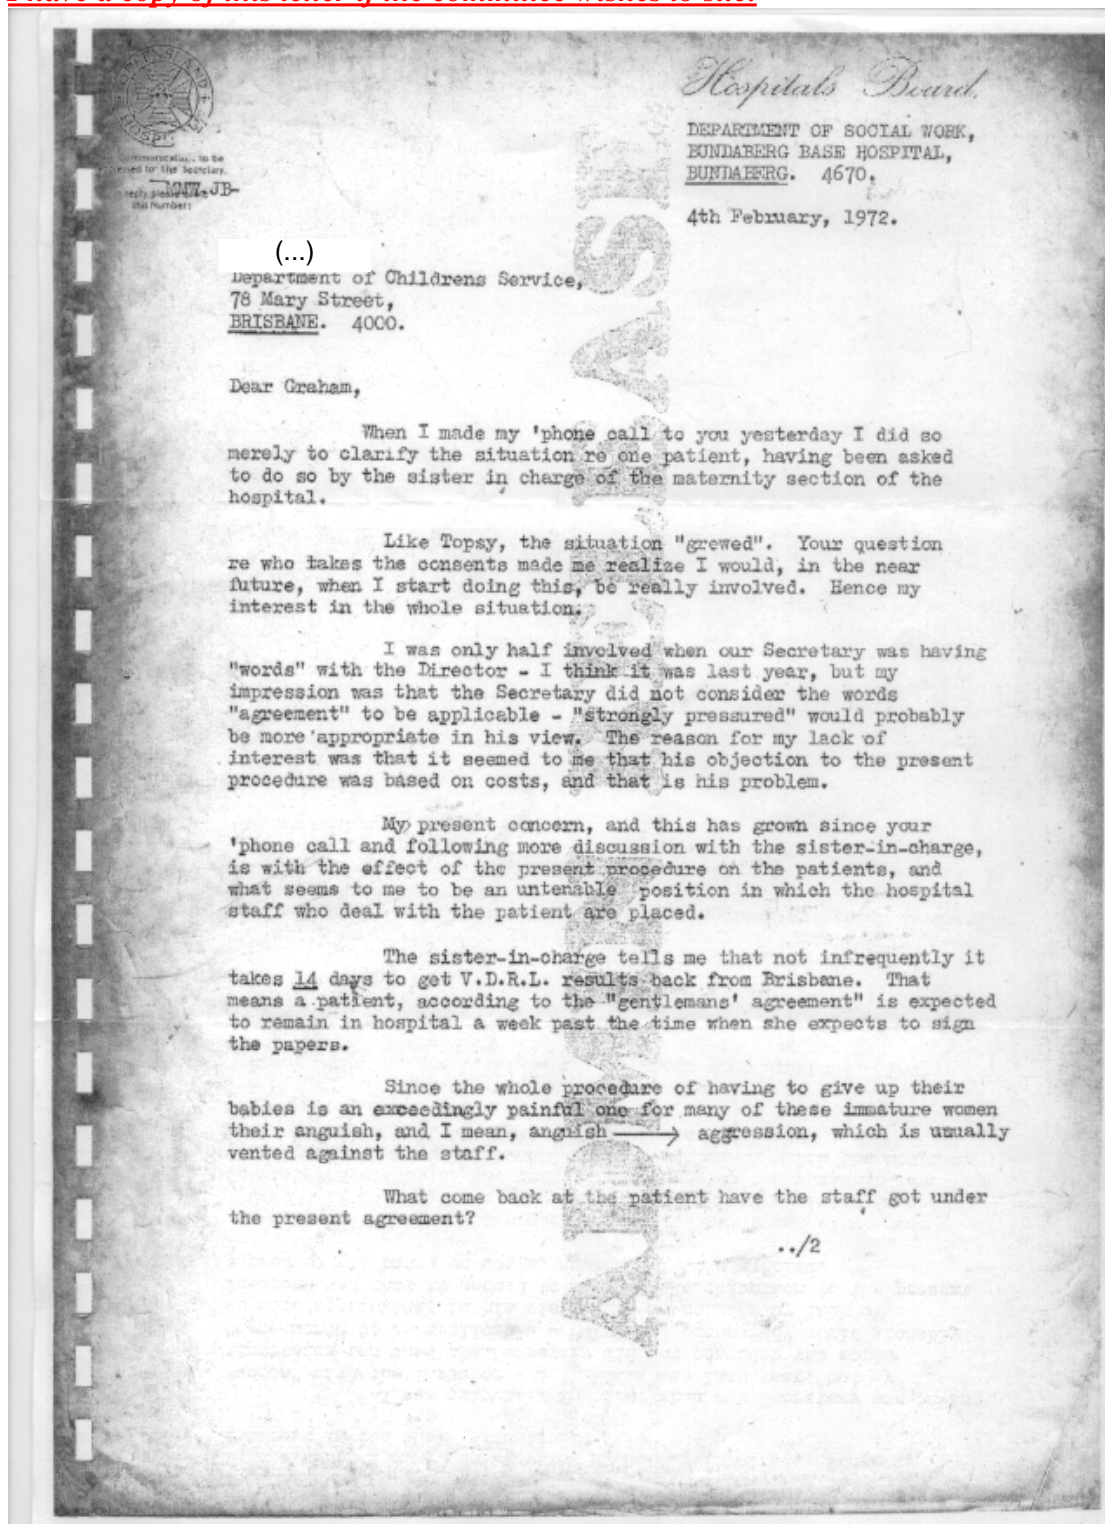 I have a copy of this letter if the committee wishes to
Hospitals Board.
DEPARTMENT OF SOCIAL WORK,
BUNDABERG BASE HOSPITAL,
BUNDABERG. 4670.
4th February, 1972.
QUEENSLAND
HOSPI
to be
the Secretary.
reply please
this Number:
MMW.JB-
(...)
Department of Childrens Service,
78 Mary Street,
BRISBANE. 4000.
Dear Graham,
When I made my 'phone call to you yesterday I did so
merely to clarify the situation re one patient, having been asked
to do so by the sister in charge of the maternity section of the
hospital.
Like Topsy, the situation "grewed". Your question
re who takes the consents made me realize I would, in the near
future, when I start doing this, be really involved. Hence my
interest in the whole situation.
I was only half involved when our Secretary was having
"words" with the Director - I think it was last year, but my
impression was that the Secretary did not consider the words
"agreement" to be applicable - "strongly pressured" would probably
be more appropriate in his view. The reason for my lack of
interest was that it seemed to me that his objection to the present
procedure was based on costs, and that is his problem.
My present concern, and this has grown since your
'phone call and following more discussion with the sister-in-charge,
is with the effect of the present procedure on the patients, and
what seems to me to be an untenable position in which the hospital
staff who deal with the patient are placed.
The sister-in-charge tells me that not infrequently it
takes 14 days to get V.D.R.L. results back from Brisbane. That
means a patient, according to the "gentlemans' agreement" is expected
to remain in hospital a week past the time when she expects to sign
the papers.
Since the whole procedure of having to give up their
babies is an exceedingly painful one for many of these immature women
their anguish, and I mean, anguish ⟶ aggression, which is usually
vented against the staff.
What come back at the patient have the staff got under
the present agreement?
../2